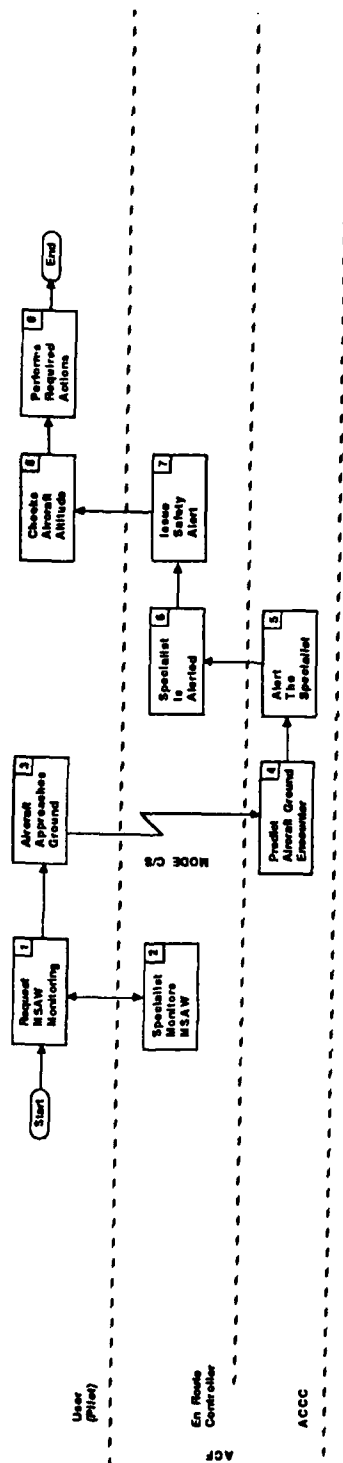 User
(Pilot)
Start
1
Request
MSAW
Monitoring
3
Aircraft
Approaches
Ground
8
Checks
Aircraft
Altitude
9
Performs
Required
Actions
End
ACF
En Route
Controller
2
Specialist
Monitors
MSAW
MODE C/S
6
Specialist
Is
Alerted
7
Issue
Safety
Alert
ACCC
4
Predict
Aircraft Ground
Encounter
5
Alert
The
Specialist